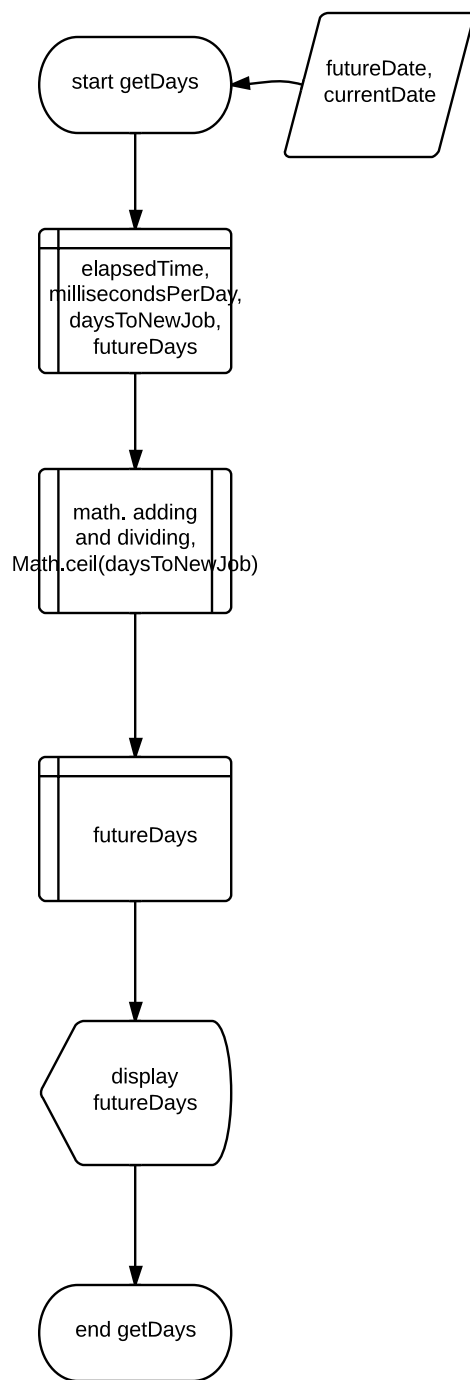 start getDays
futureDate,
currentDate
elapsedTime,
millisecondsPerDay,
daysToNewJob,
futureDays
math. adding
and dividing,
Math.ceil(daysToNewJob)
futureDays
display
futureDays
end getDays